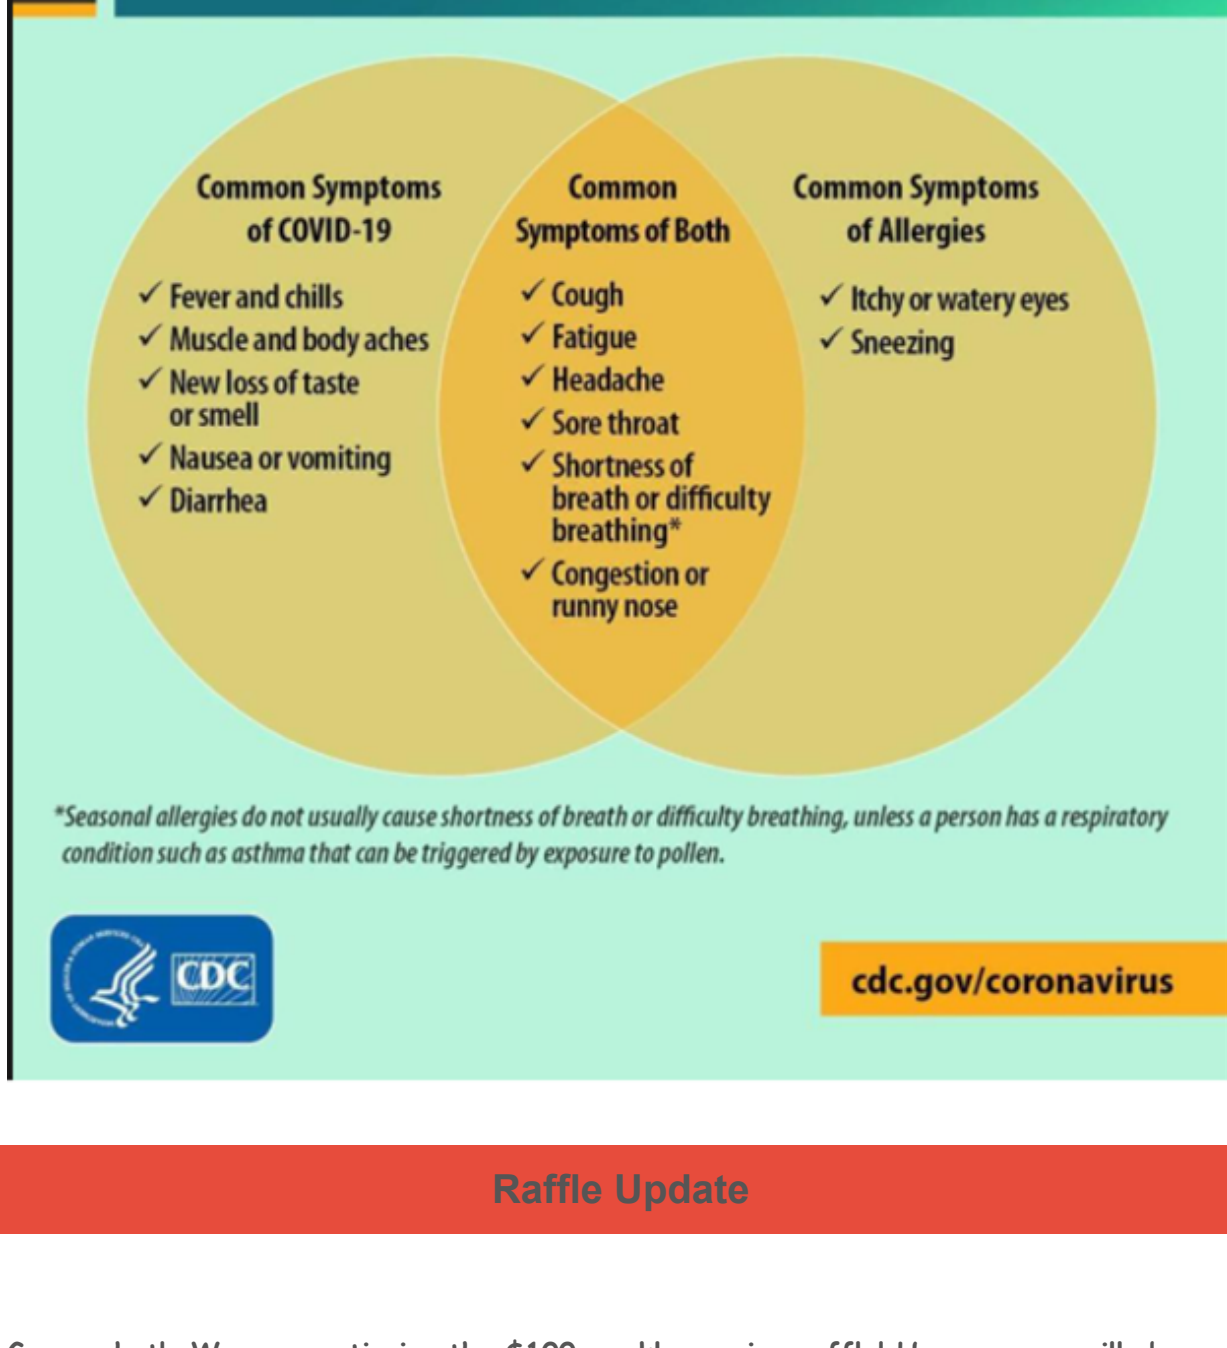 Common Symptoms
of COVID-19
✓ Fever and chills
✓ Muscle and body aches
✓ New loss of taste
or smell
✓ Nausea or vomiting
✓ Diarrhea
Common
Symptoms of Both
✓ Cough
✓ Fatigue
✓ Headache
✓ Sore throat
✓ Shortness of
breath or difficulty
breathing*
✓ Congestion or
runny nose
Common Symptoms
of Allergies
✓ Itchy or watery eyes
✓ Sneezing
*Seasonal allergies do not usually cause shortness of breath or difficulty breathing, unless a person has a respiratory
condition such as asthma that can be triggered by exposure to pollen.
CDC
cdc.gov/coronavirus
Raffle Update